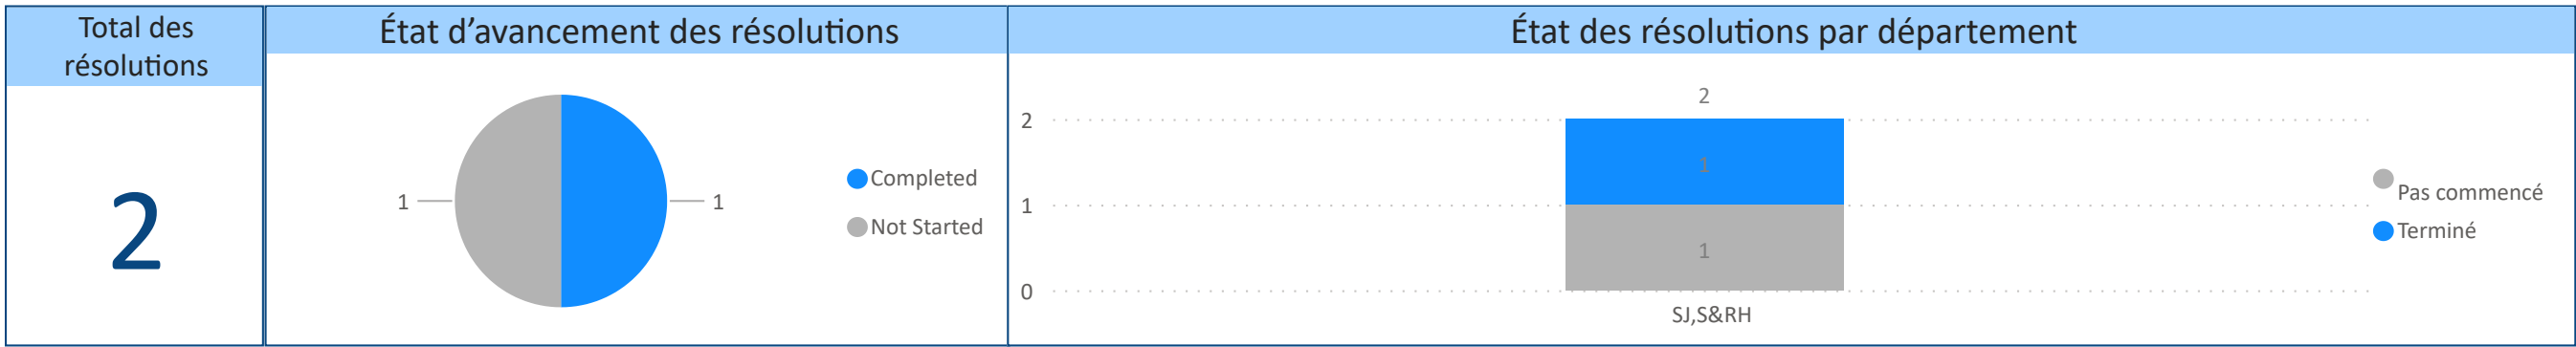 Total des
résolutions
2
État d'avancement des résolutions
1
1
Completed
Not Started
État des résolutions par département
2
2
1
0
1
1
SJ,S&RH
Pas commencé
Terminé